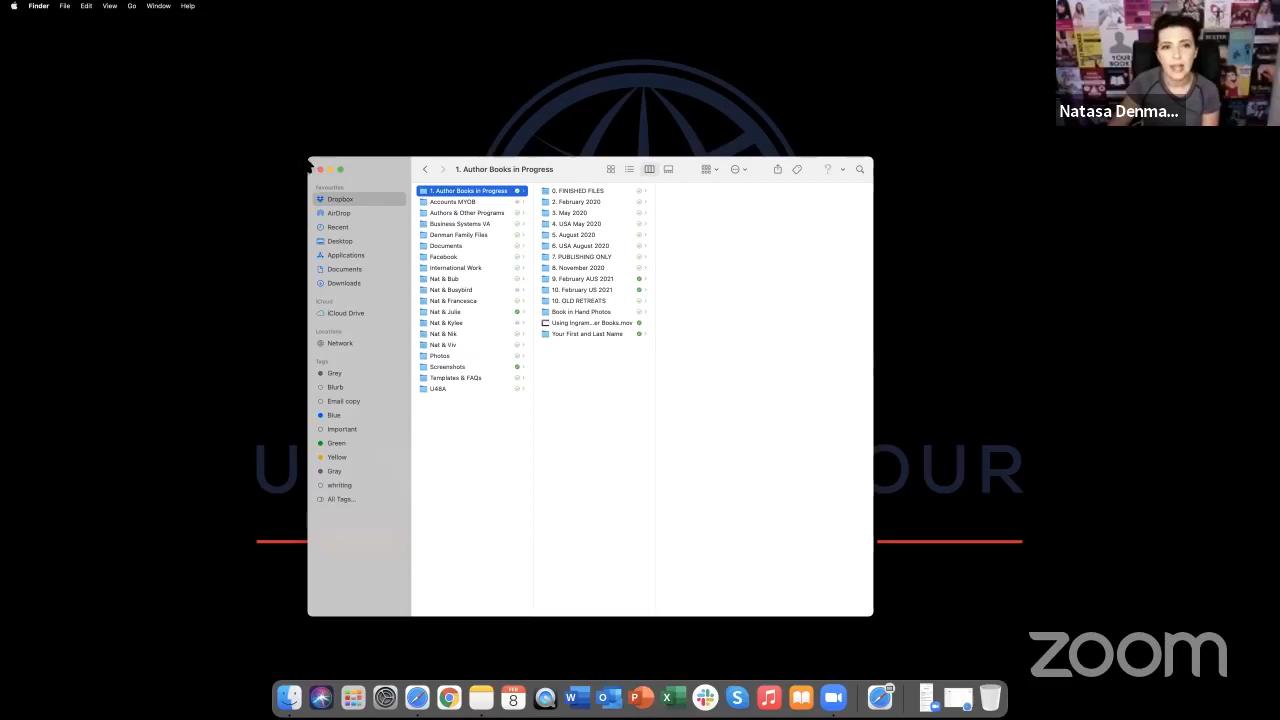 Finder File Edit View Go Window Help
Natasa Denma...
1. Author Books in Progress
Favourites
Dropbox
AirDrop
Recent
Desktop
Applications
Documents
Downloads
iCloud
iCloud Drive
Locations
Network
Tags
Grey
Blurb
Email copy
Blue
Important
Green
Yellow
Gray
whriting
All Tags...
1. Author Books in Progress
Accounts MYOB
Authors & Other Programs
Business Systems VA
Denman Family Files
Documents
Facebook
International Work
Nat & Bub
Nat & Busybird
Nat & Francesca
Nat & Julie
Nat & Kylee
Nat & Nik
Nat & Viv
Photos
Screenshots
Templates & FAQs
U48A
0. FINISHED FILES
2. February 2020
3. May 2020
4. USA May 2020
5. August 2020
6. USA August 2020
7. PUBLISHING ONLY
8. November 2020
9. February AUS 2021
10. February US 2021
10. OLD RETREATS
Book in Hand Photos
Using Ingram...er Books.mov
Your First and Last Name
U OUR
zoom
FEB
8